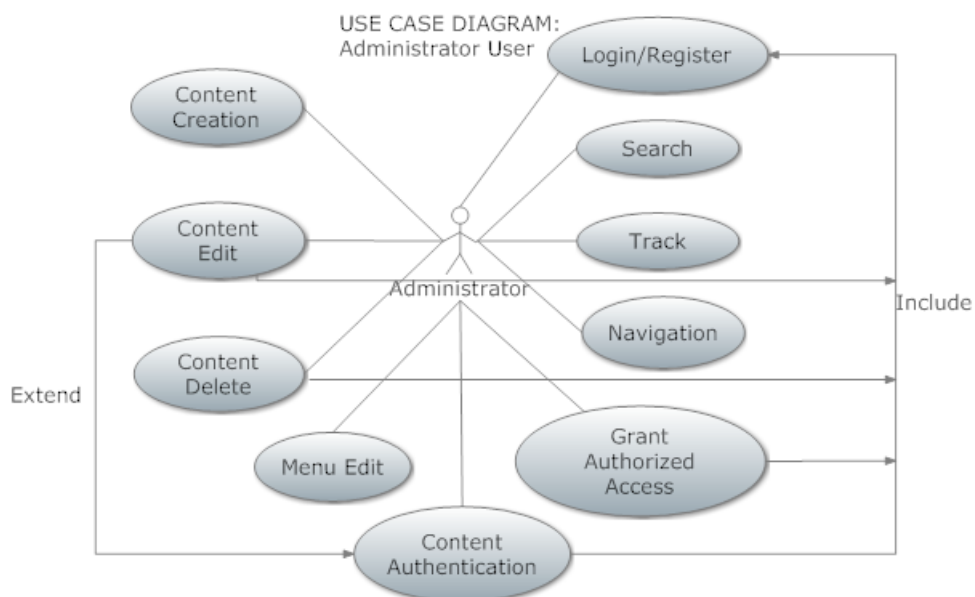 USE CASE DIAGRAM:
Administrator User
Login/Register
Content
Creation
Search
Content
Edit
Track
Administrator
Include
Navigation
Content
Delete
Extend
Menu Edit
Grant
Authorized
Access
Content
Authentication